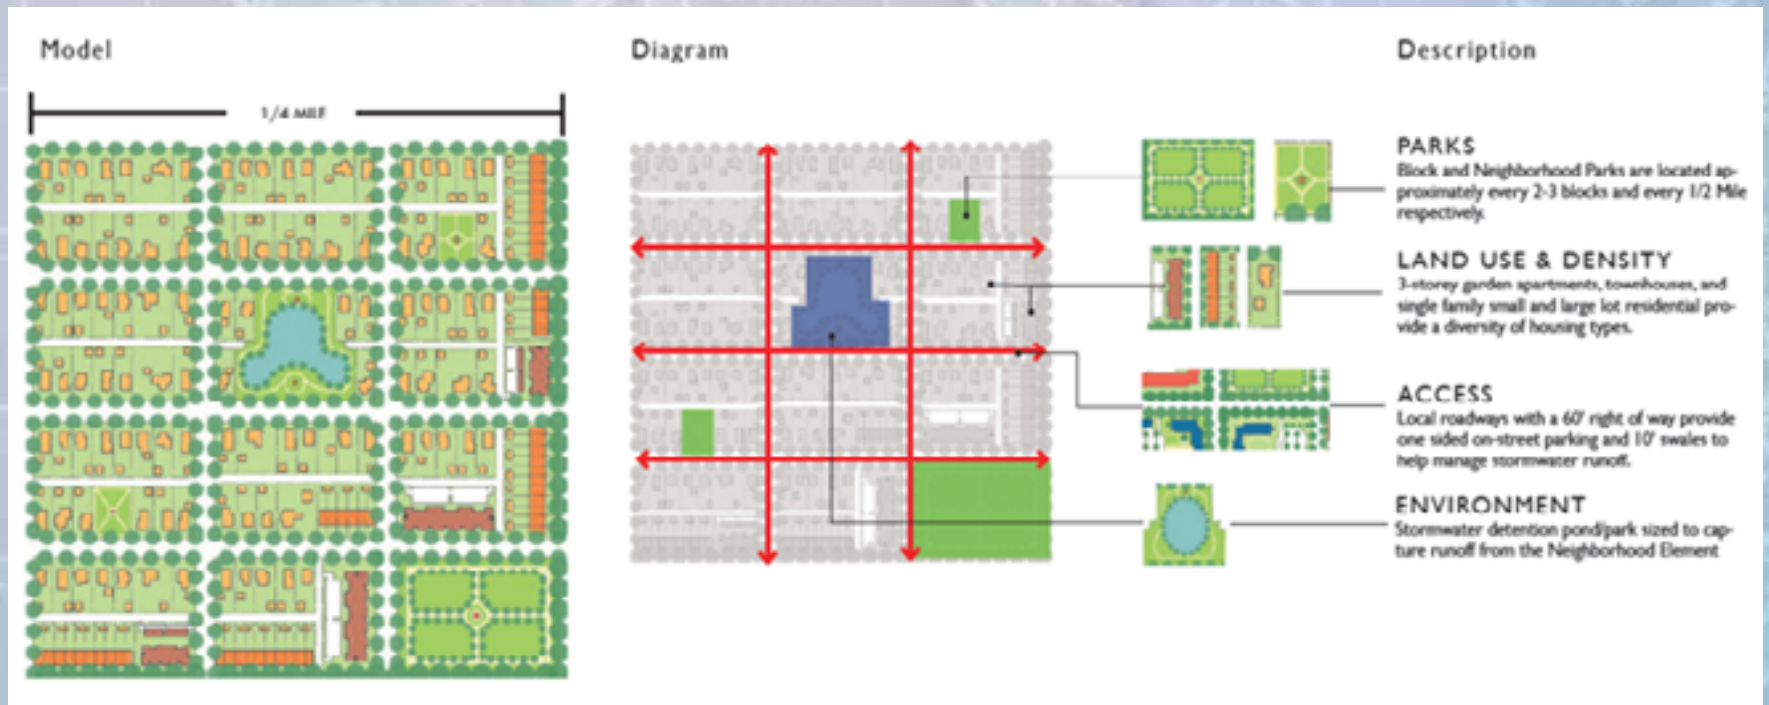 Model
Diagram
Description
1/4 MILE
PARKS
Block and Neighborhood Parks are located ap-
proximately every 2-3 blocks and every 1/2 Mile
respectively.
LAND USE & DENSITY
3-storey garden apartments, townhouses, and
single family small and large lot residential pro-
vide a diversity of housing types.
ACCESS
Local roadways with a 60' right of way provide
one sided on-street parking and 10' swales to
help manage stormwater runoff.
ENVIRONMENT
Stormwater detention pond/park sized to cap-
ture runoff from the Neighborhood Element